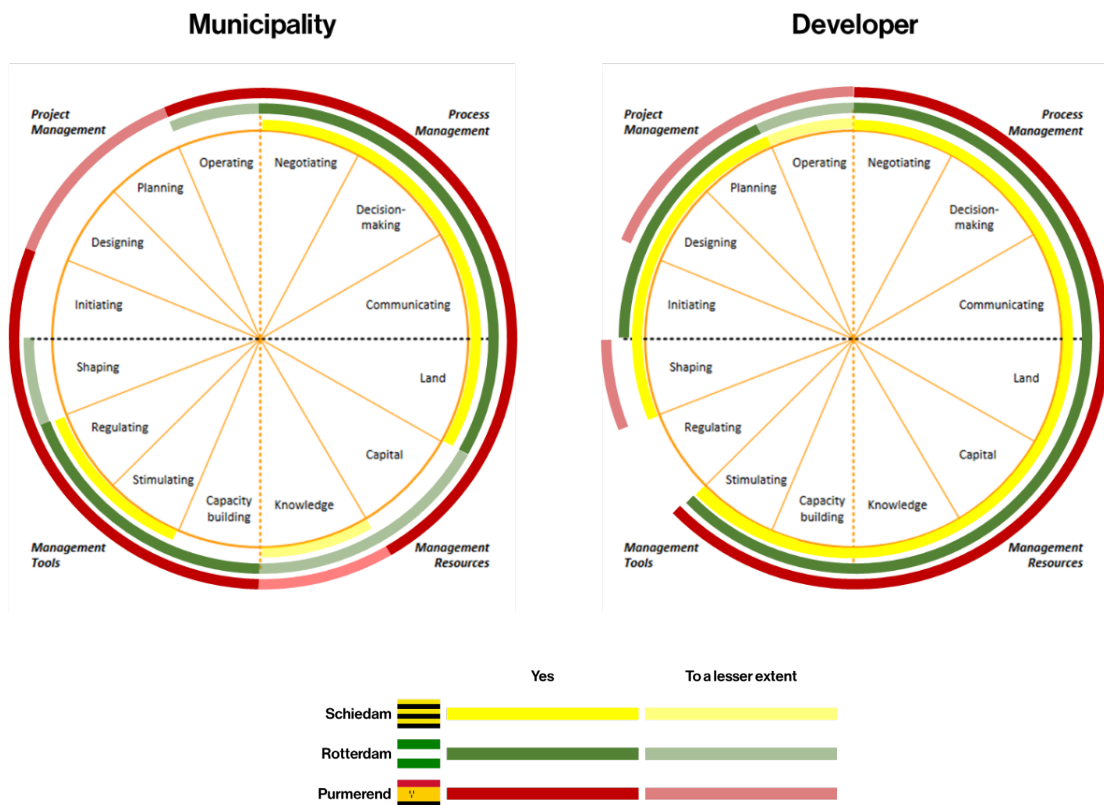 Municipality
Project
Management
Process
Management
Operating
Negotiating
Planning
Decision-
making
Designing
Initiating
Communicating
Shaping
Land
Regulating
Capital
Stimulating
Capacity
building
Knowledge
Management
Tools
Management
Resources
Developer
Project
Management
Process
Management
Operating
Negotiating
Planning
Decision-
making
Designing
Initiating
Communicating
Shaping
Land
Regulating
Capital
Stimulating
Capacity
building
Knowledge
Management
Tools
Management
Resources
Yes
To a lesser extent
Schiedam
Rotterdam
Purmerend